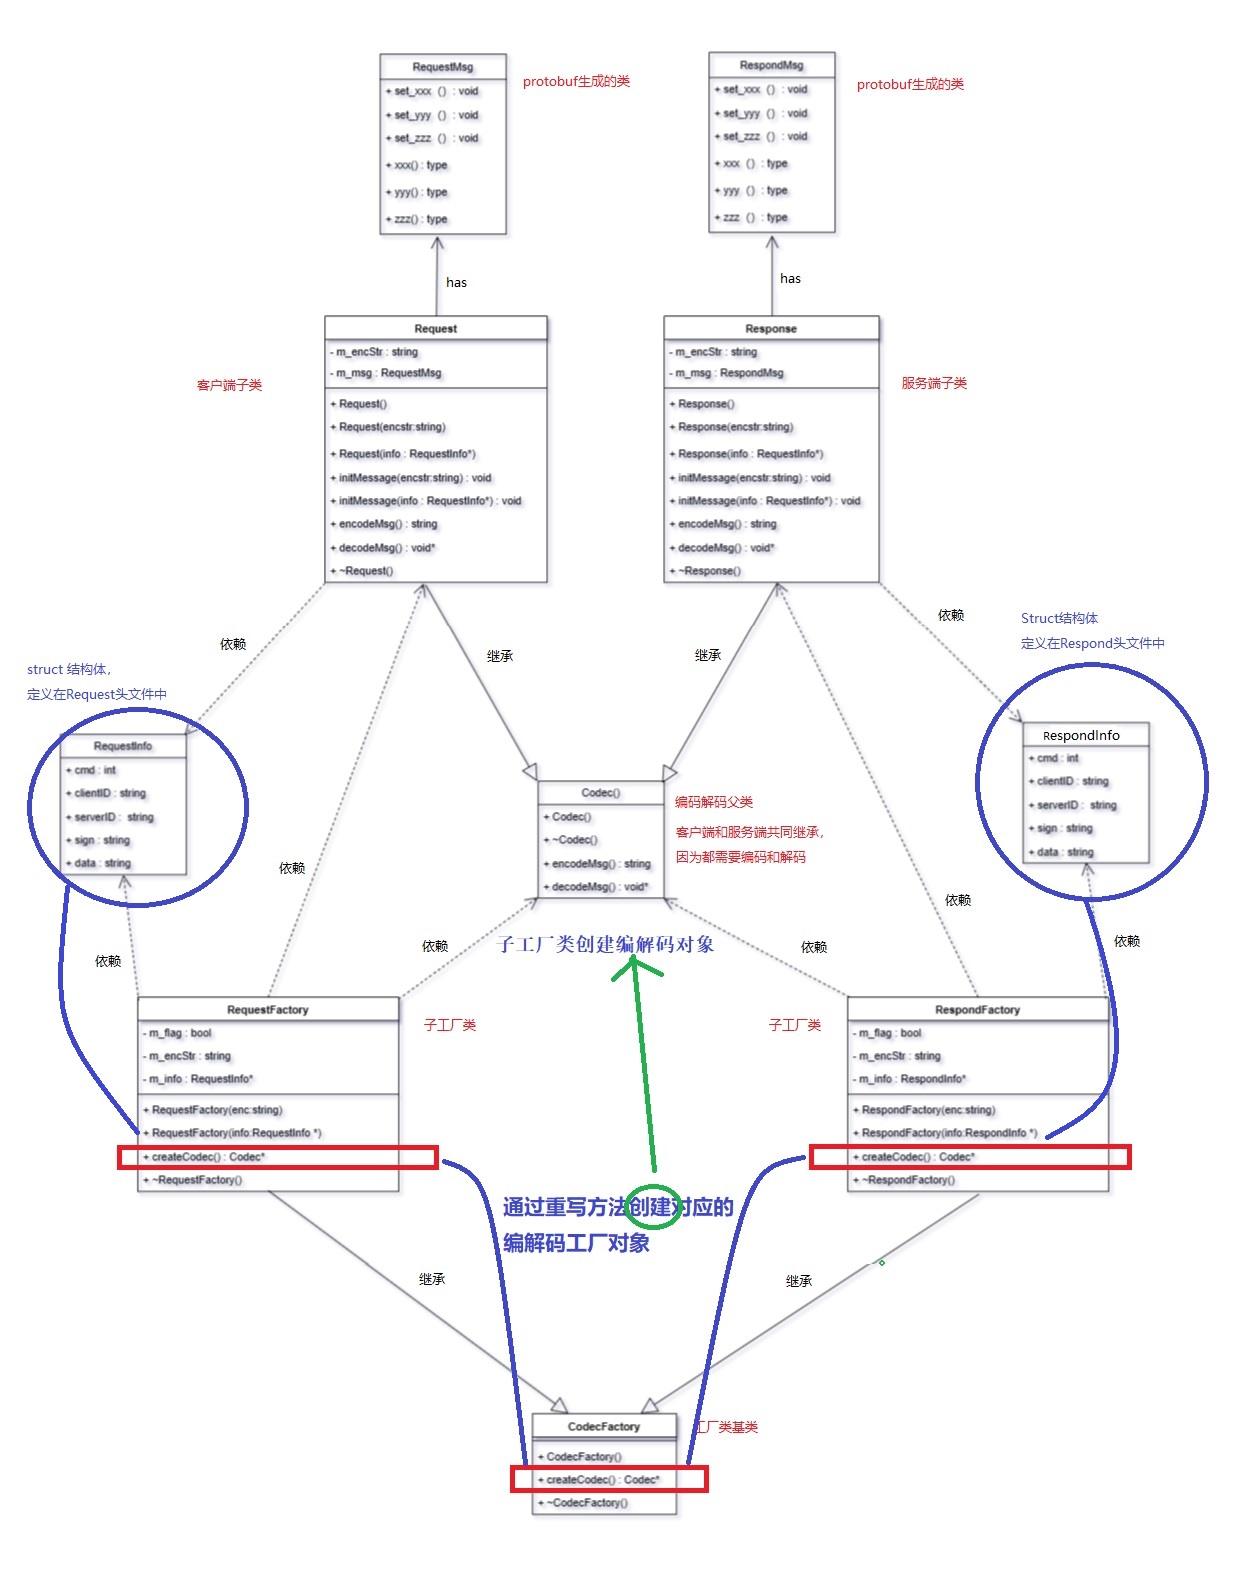 RequestMsg
+ set_xxx () : void
+ set_yyy () : void
+ set_zzz () : void
+ xxx() : type
+ yyy() : type
+ zzz() : type
protobuf生成的类
RespondMsg
+ set_xxx () : void
+ set_yyy () : void
+ set_zzz () : void
+ xxx () : type
+ yyy () : type
+ zzz () : type
protobuf生成的类
has
has
客户端子类
Request
- m_encStr : string
- m_msg : RequestMsg
+ Request()
+ Request(encstr:string)
+ Request(info : RequestInfo*)
+ initMessage(encstr:string) : void
+ initMessage(info : RequestInfo*) : void
+ encodeMsg() : string
+ decodeMsg() : void*
+ ~Request()
Response
- m_encStr : string
- m_msg : RespondMsg
+ Response()
+ Response(encstr:string)
+ Response(info : RequestInfo*)
+ initMessage(encstr:string) : void
+ initMessage(info : RequestInfo*) : void
+ encodeMsg() : string
+ decodeMsg() : void*
+ ~Response()
服务端子类
依赖
继承
继承
依赖
struct 结构体，
定义在Request头文件中
Struct结构体
定义在Respond头文件中
RequestInfo
+ cmd : int
+ clientID : string
+ serverID : string
+ sign : string
+ data : string
Codec()
+ Codec()
+ ~Codec()
+ encodeMsg() : string
+ decodeMsg() : void*
编码解码父类
客户端和服务端共同继承，
因为都需要编码和解码
RespondInfo
+ cmd : int
+ clientID : string
+ serverID : string
+ sign : string
+ data : string
依赖
依赖
依赖
依赖
子工厂类创建编解码对象
依赖
依赖
RequestFactory
- m_flag : bool
- m_encStr : string
- m_info : RequestInfo*
+ RequestFactory(enc:string)
+ RequestFactory(info:RequestInfo *)
+ createCodec() : Codec*
+ ~RequestFactory()
子工厂类
子工厂类
RespondFactory
- m_flag : bool
- m_encStr : string
- m_info : RespondInfo*
+ RespondFactory(enc:string)
+ RespondFactory(info:RespondInfo *)
+ createCodec() : Codec*
+ ~RespondFactory()
通过重写方法创建对应的
编解码工厂对象
继承
继承
CodecFactory
+ CodecFactory()
+ createCodec() : Codec*
+ ~CodecFactory()
工厂类基类